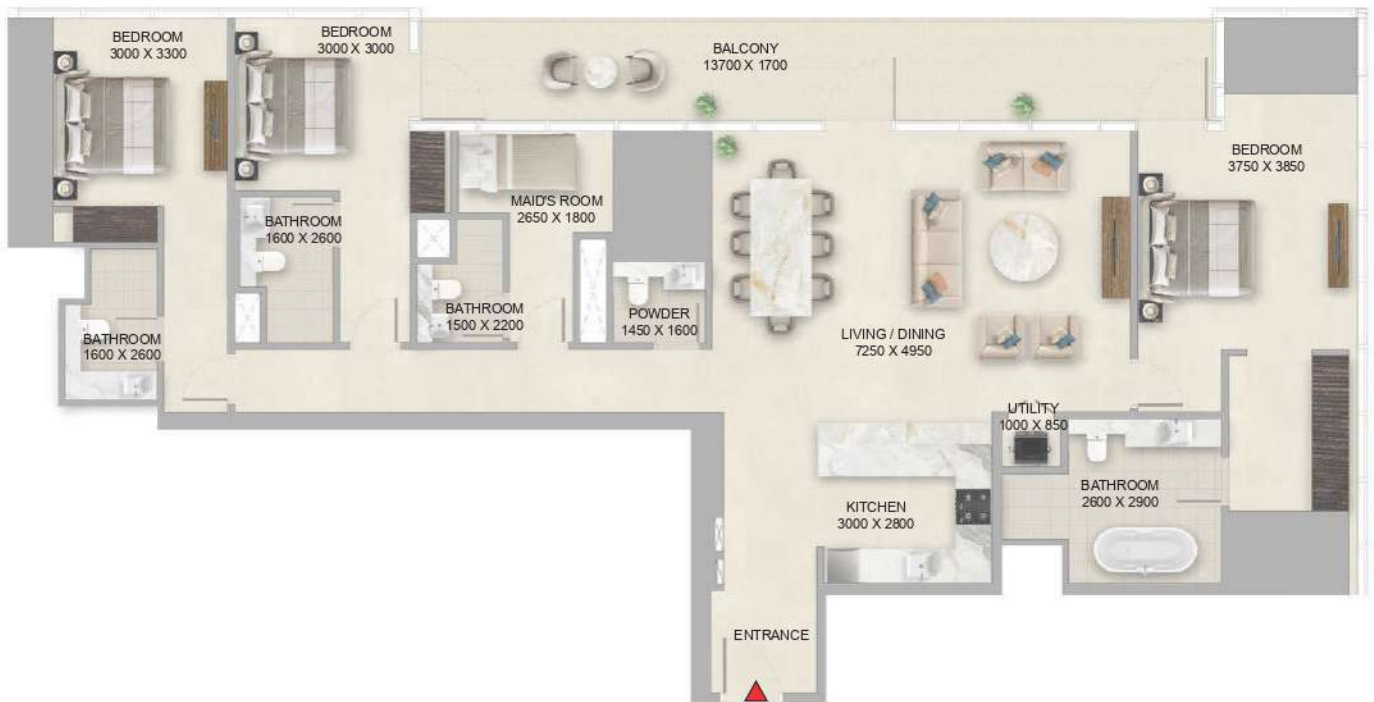 BEDROOM
3000 X 3300
BEDROOM
3000 X 3000
BALCONY
13700 X 1700
BEDROOM
3750 X 3850
MAID'S ROOM
2650 X 1800
BATHROOM
1600 X 2600
BATHROOM
1500 X 2200
POWDER
1450 X 1600
LIVING / DINING
7250 X 4950
BATHROOM
1600 X 2600
UTILITY
1000 X 850
BATHROOM
2600 X 2900
KITCHEN
3000 X 2800
ENTRANCE